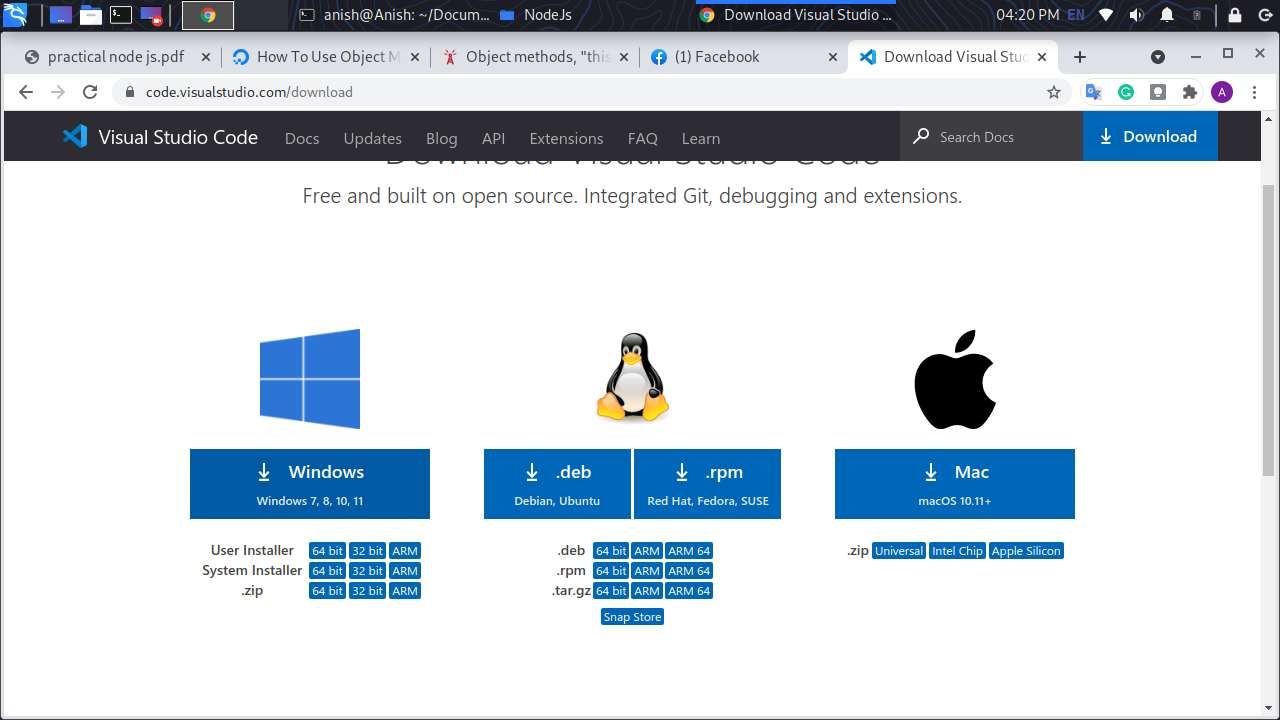 anish@Anish: ~/Docum... NodeJs Download Visual Studio ... 04:20 PM EN
practical node js.pdf How To Use Object M Object methods, "this (1) Facebook Download Visual Stud
code.visualstudio.com/download A
Visual Studio Code Docs Updates Blog API Extensions FAQ Learn Search Docs Download
Download Visual Studio Code
Free and built on open source. Integrated Git, debugging and extensions.
Windows
Windows 7, 8, 10, 11
.deb
Debian, Ubuntu
.rpm
Red Hat, Fedora, SUSE
Mac
macOS 10.11+
User Installer 64 bit 32 bit ARM
System Installer 64 bit 32 bit ARM
.zip 64 bit 32 bit ARM
.deb 64 bit ARM ARM 64
.rpm 64 bit ARM ARM 64
.tar.gz 64 bit ARM ARM 64
Snap Store
.zip Universal Intel Chip Apple Silicon